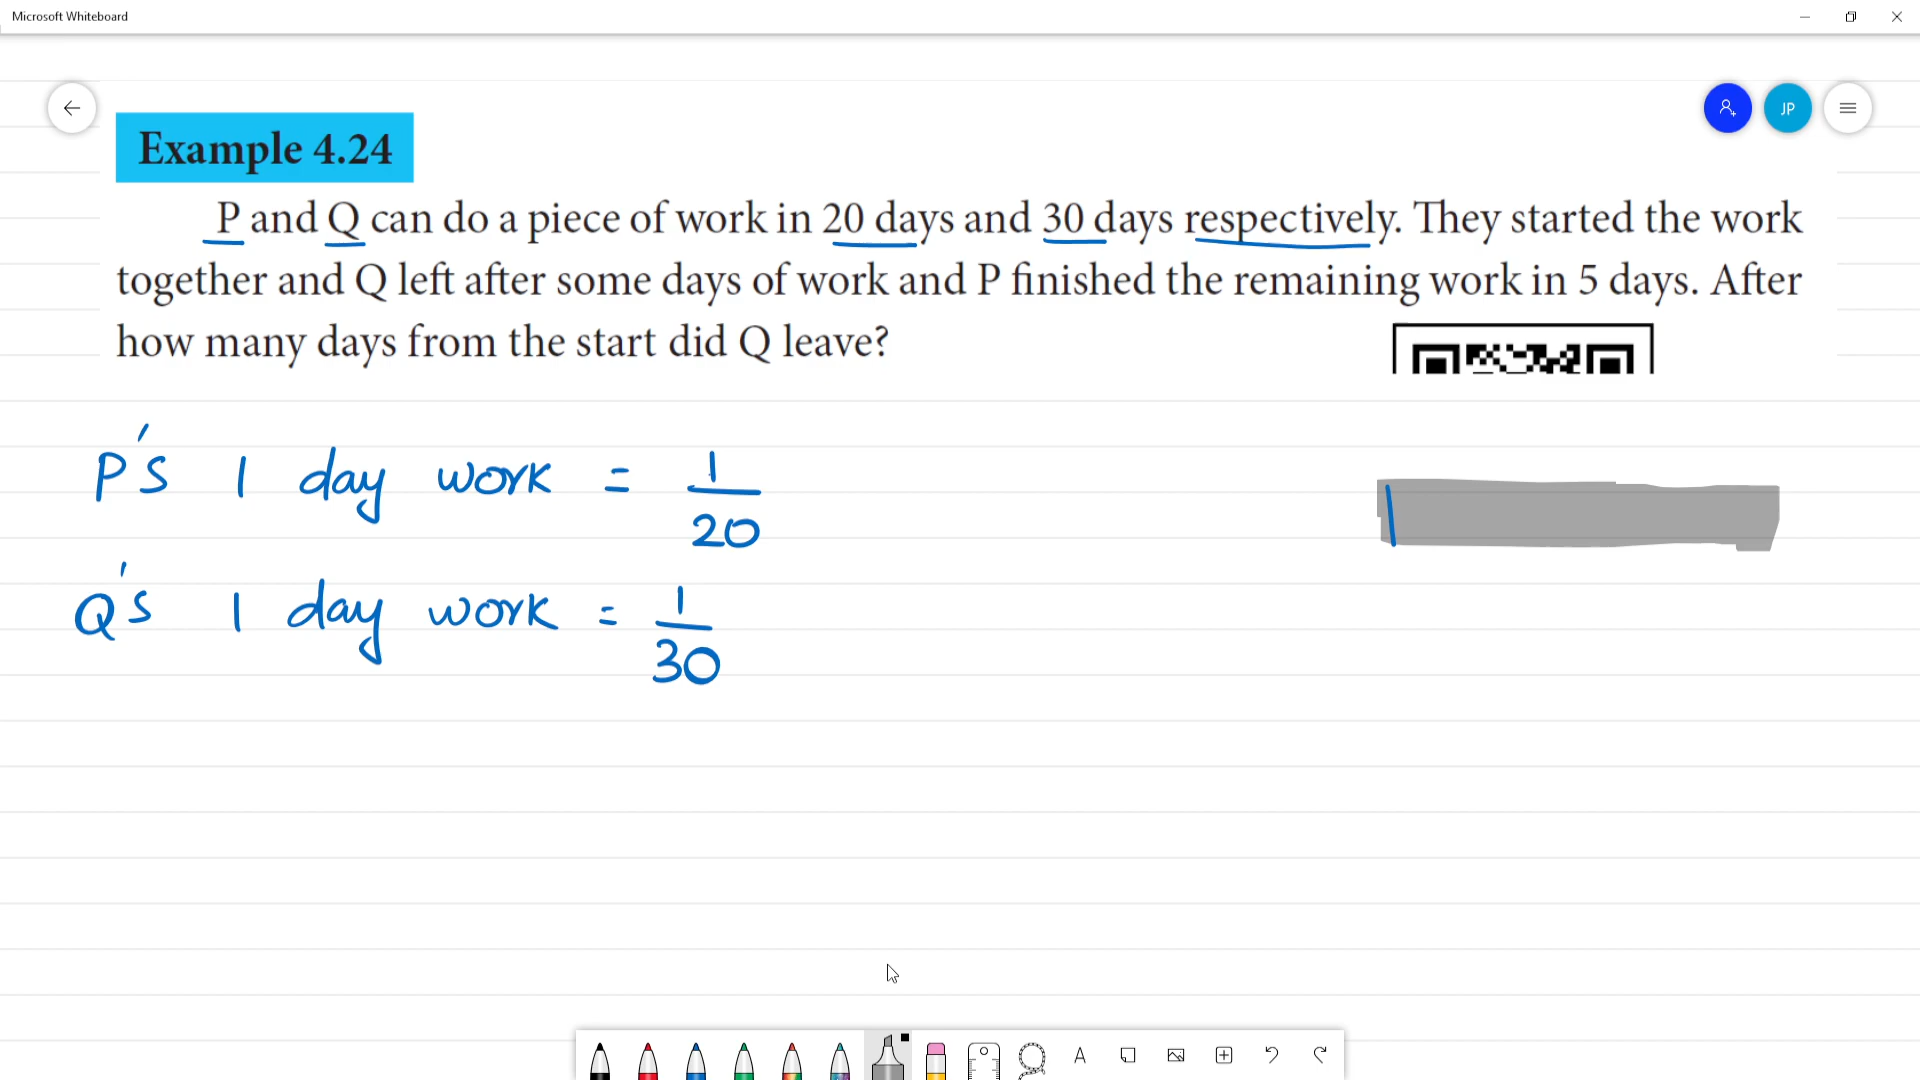 Microsoft Whiteboard
JP
Example 4.24
P and Q can do a piece of work in 20 days and 30 days respectively. They started the work
together and Q left after some days of work and P finished the remaining work in 5 days. After
how many days from the start did Q leave?
P's 1 day work = 1/20
Q's 1 day work = 1/30
A